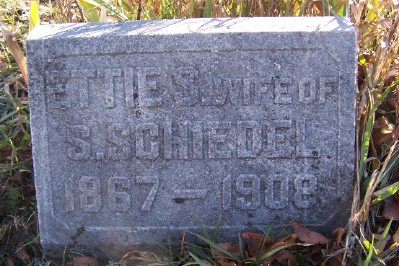 ETTIE S. WIFE OF
S. SCHIEDEL
1867 — 1908